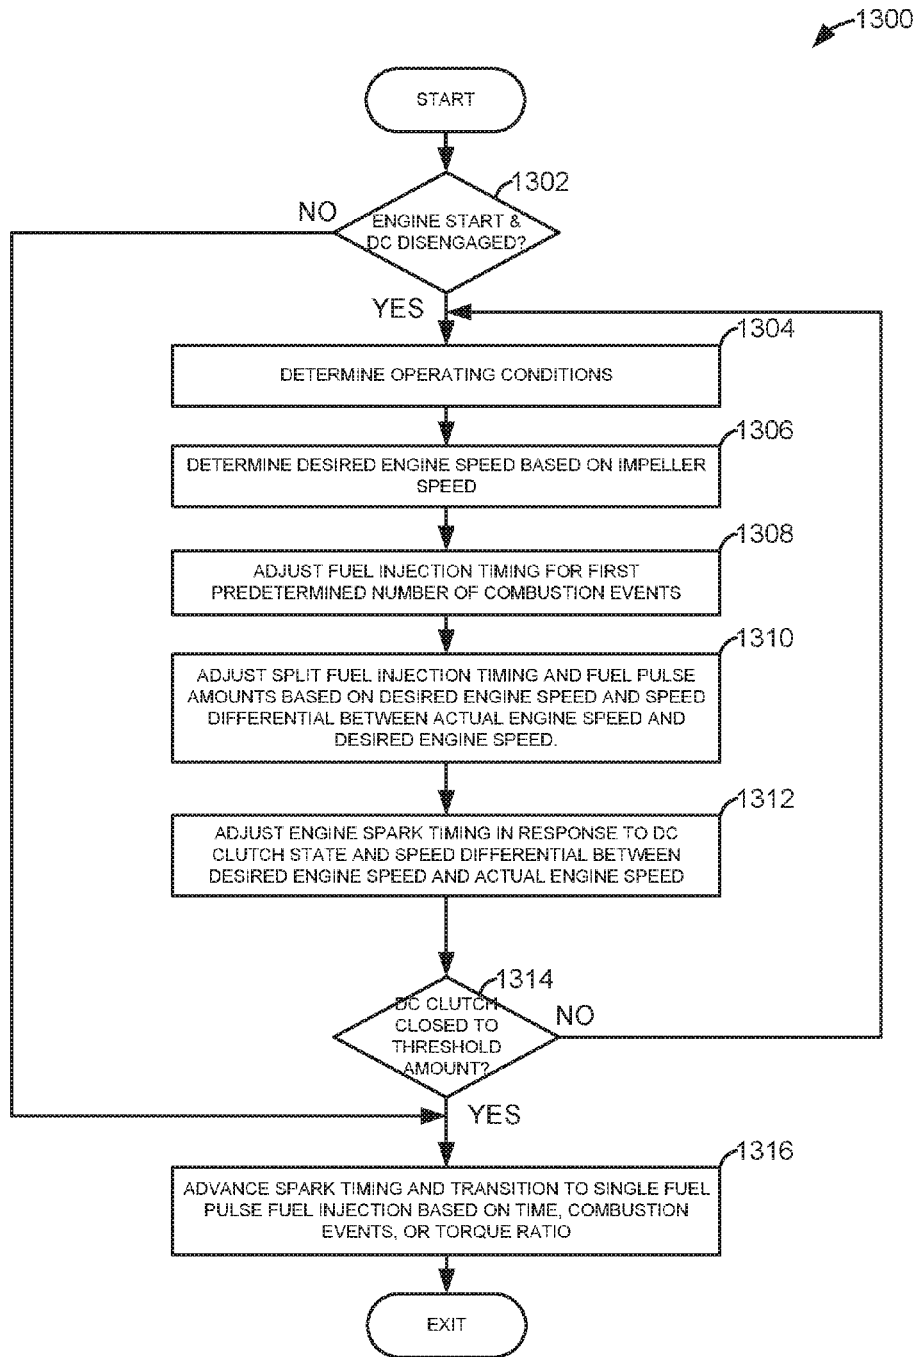 1300
START
1302
NO
ENGINE START &
DC DISENGAGED?
YES
1304
DETERMINE OPERATING CONDITIONS
1306
DETERMINE DESIRED ENGINE SPEED BASED ON IMPELLER
SPEED
1308
ADJUST FUEL INJECTION TIMING FOR FIRST
PREDETERMINED NUMBER OF COMBUSTION EVENTS
1310
ADJUST SPLIT FUEL INJECTION TIMING AND FUEL PULSE
AMOUNTS BASED ON DESIRED ENGINE SPEED AND SPEED
DIFFERENTIAL BETWEEN ACTUAL ENGINE SPEED AND
DESIRED ENGINE SPEED.
1312
ADJUST ENGINE SPARK TIMING IN RESPONSE TO DC
CLUTCH STATE AND SPEED DIFFERENTIAL BETWEEN
DESIRED ENGINE SPEED AND ACTUAL ENGINE SPEED
1314
DC CLUTCH
CLOSED TO
THRESHOLD
AMOUNT?
NO
YES
1316
ADVANCE SPARK TIMING AND TRANSITION TO SINGLE FUEL
PULSE FUEL INJECTION BASED ON TIME, COMBUSTION
EVENTS, OR TORQUE RATIO
EXIT